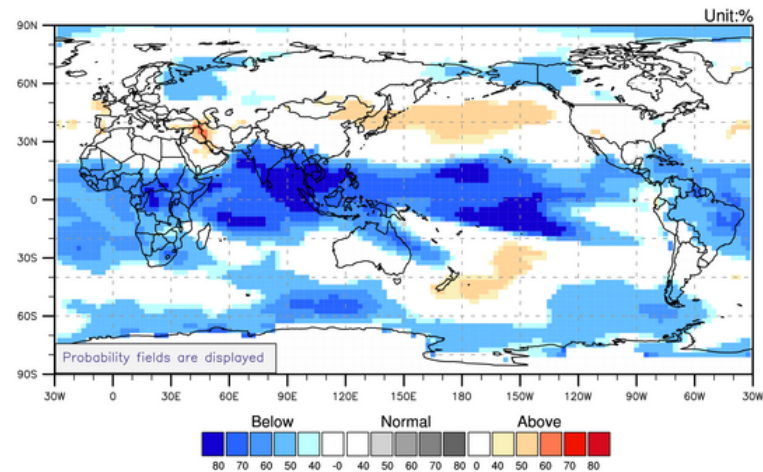 Unit:%
90N
60N
30N
0
30S
60S
90S
Probability fields are displayed
30W 0 30E 60E 90E 120E 150E 180 150W 120W 90W 60W 30W
Below Normal Above
80 70 60 50 40 -0 40 50 60 70 80 0 40 50 60 70 80